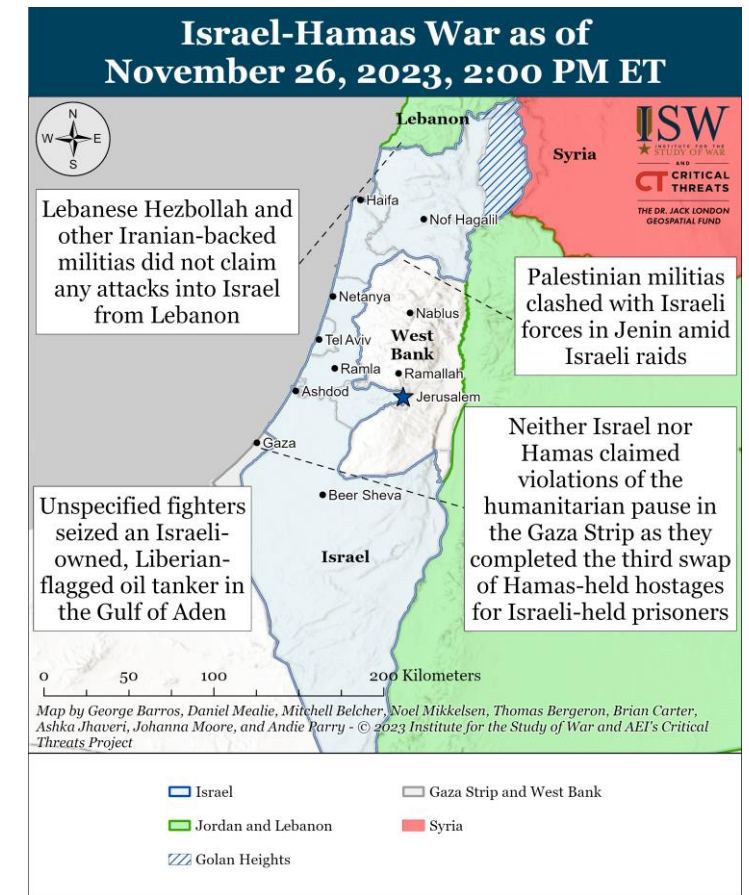 Israel-Hamas War as of
November 26, 2023, 2:00 PM ET
N
W E
S
Lebanon
Syria
ISW
INSTITUTE FOR THE
STUDY OF WAR
AND
CT CRITICAL
THREATS
THE DR. JACK LONDON
GEOSPATIAL FUND
Haifa
Nof Hagalil
Lebanese Hezbollah and
other Iranian-backed
militias did not claim
any attacks into Israel
from Lebanon
Palestinian militias
clashed with Israeli
forces in Jenin amid
Israeli raids
Netanya
Nablus
Tel Aviv
West
Bank
Ramla
Ramallah
Ashdod
Jerusalem
Gaza
Neither Israel nor
Hamas claimed
violations of the
humanitarian pause in
the Gaza Strip as they
completed the third swap
of Hamas-held hostages
for Israeli-held prisoners
Unspecified fighters
seized an Israeli-
owned, Liberian-
flagged oil tanker in
the Gulf of Aden
Beer Sheva
Israel
0 50 100 200 Kilometers
Map by George Barros, Daniel Mealie, Mitchell Belcher, Noel Mikkelsen, Thomas Bergeron, Brian Carter,
Ashka Jhaveri, Johanna Moore, and Andie Parry - © 2023 Institute for the Study of War and AEI's Critical
Threats Project
Israel
Gaza Strip and West Bank
Jordan and Lebanon
Syria
Golan Heights